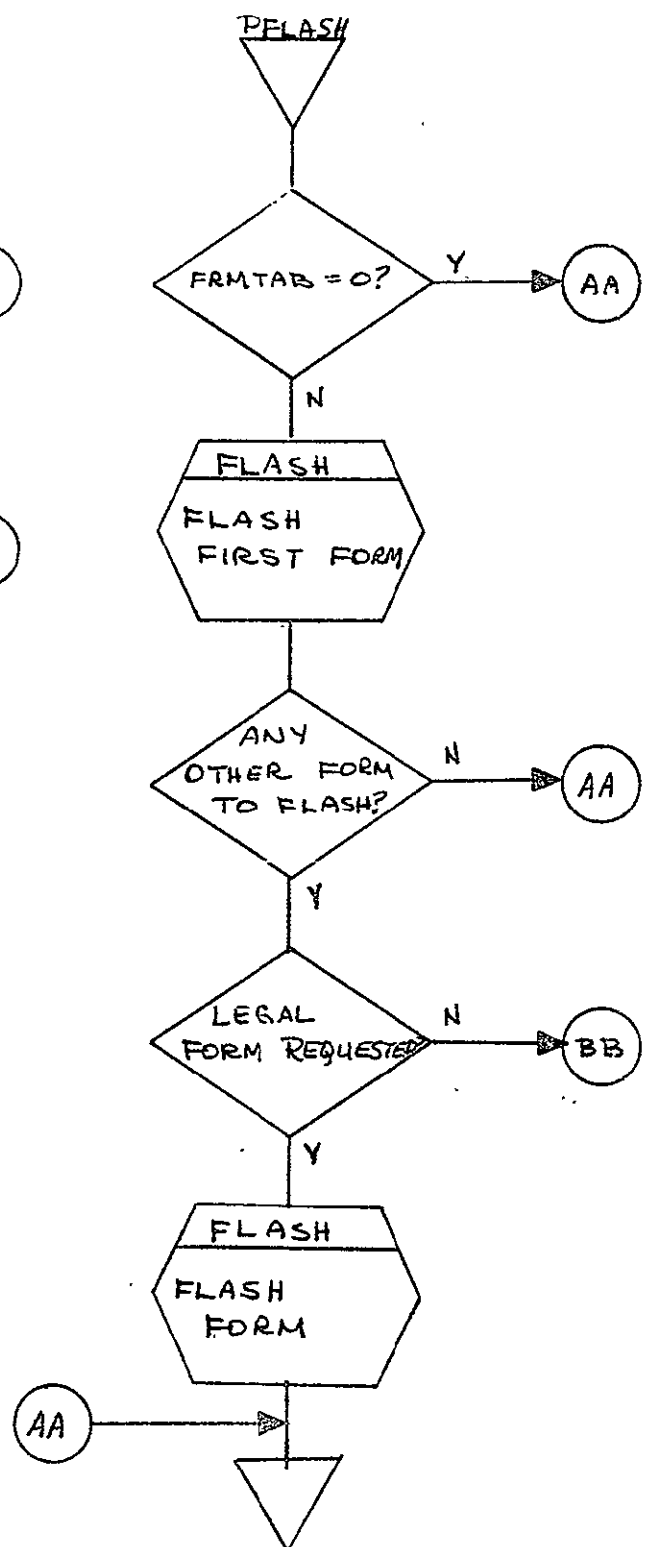 PFLASH
FRMTAB = 0?
Y
AA
N
FLASH
FLASH
FIRST FORM
ANY
OTHER FORM
TO FLASH?
N
AA
Y
LEGAL
FORM REQUESTED
N
BB
Y
FLASH
FLASH
FORM
AA